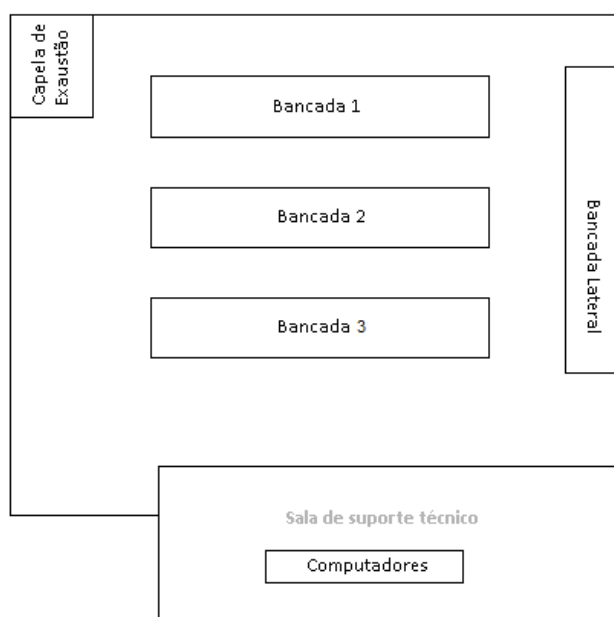 Capela de
Exaustão
Bancada 1
Bancada 2
Bancada 3
Bancada Lateral
Sala de suporte técnico
Computadores